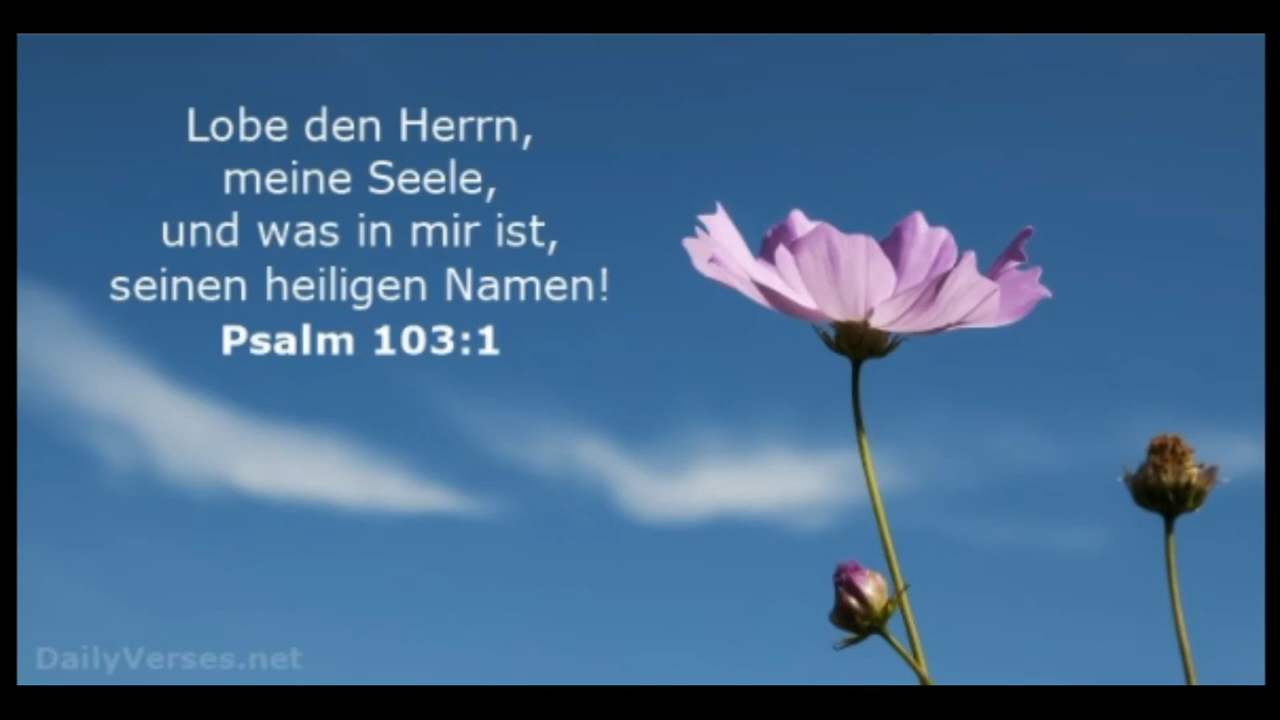 Lobe den Herrn,
meine Seele,
und was in mir ist,
seinen heiligen Namen!
Psalm 103:1
DailyVerses.net